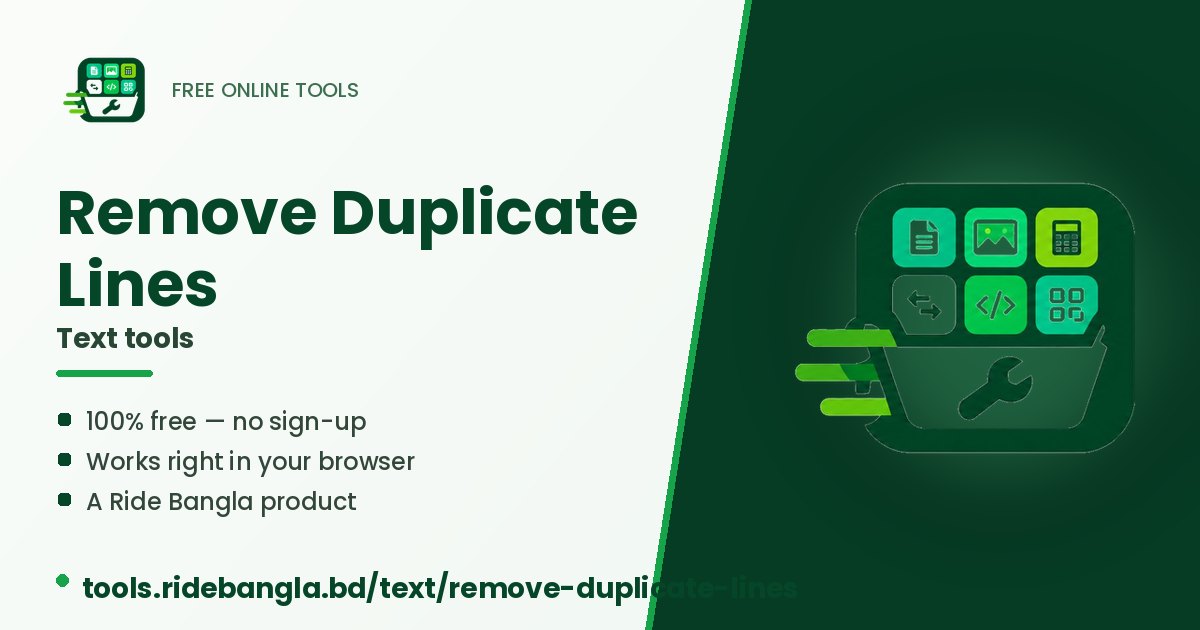 FREE ONLINE TOOLS
Remove Duplicate
Lines
Text tools
100% free — no sign-up
Works right in your browser
A Ride Bangla product
tools.ridebangla.bd/text/remove-duplicate-lines